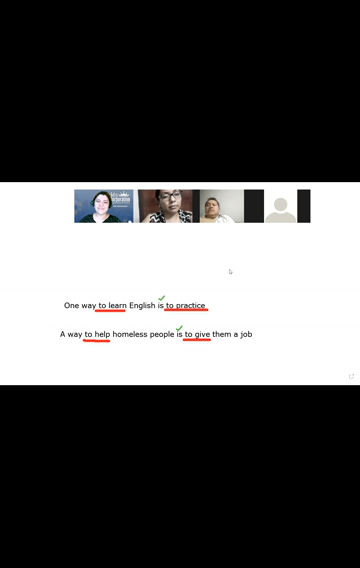 One way to learn English is to practice
A way to help homeless people is to give them a job